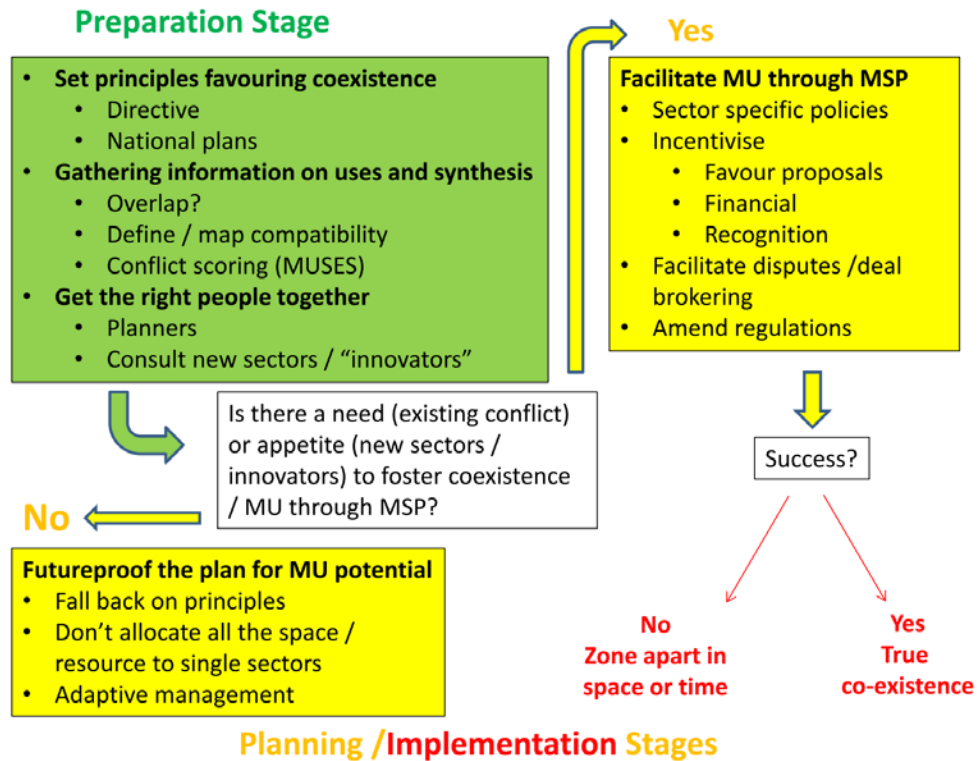 Preparation Stage
• Set principles favouring coexistence
• Directive
• National plans
• Gathering information on uses and synthesis
• Overlap?
• Define / map compatibility
• Conflict scoring (MUSES)
• Get the right people together
• Planners
• Consult new sectors / “innovators”
Is there a need (existing conflict)
or appetite (new sectors /
innovators) to foster coexistence
/ MU through MSP?
Yes
Facilitate MU through MSP
• Sector specific policies
• Incentivise
• Favour proposals
• Financial
• Recognition
• Facilitate disputes /deal
brokering
• Amend regulations
Success?
No
Zone apart in
space or time
Yes
True
co-existence
No
Futureproof the plan for MU potential
• Fall back on principles
• Don’t allocate all the space /
resource to single sectors
• Adaptive management
Planning /Implementation Stages